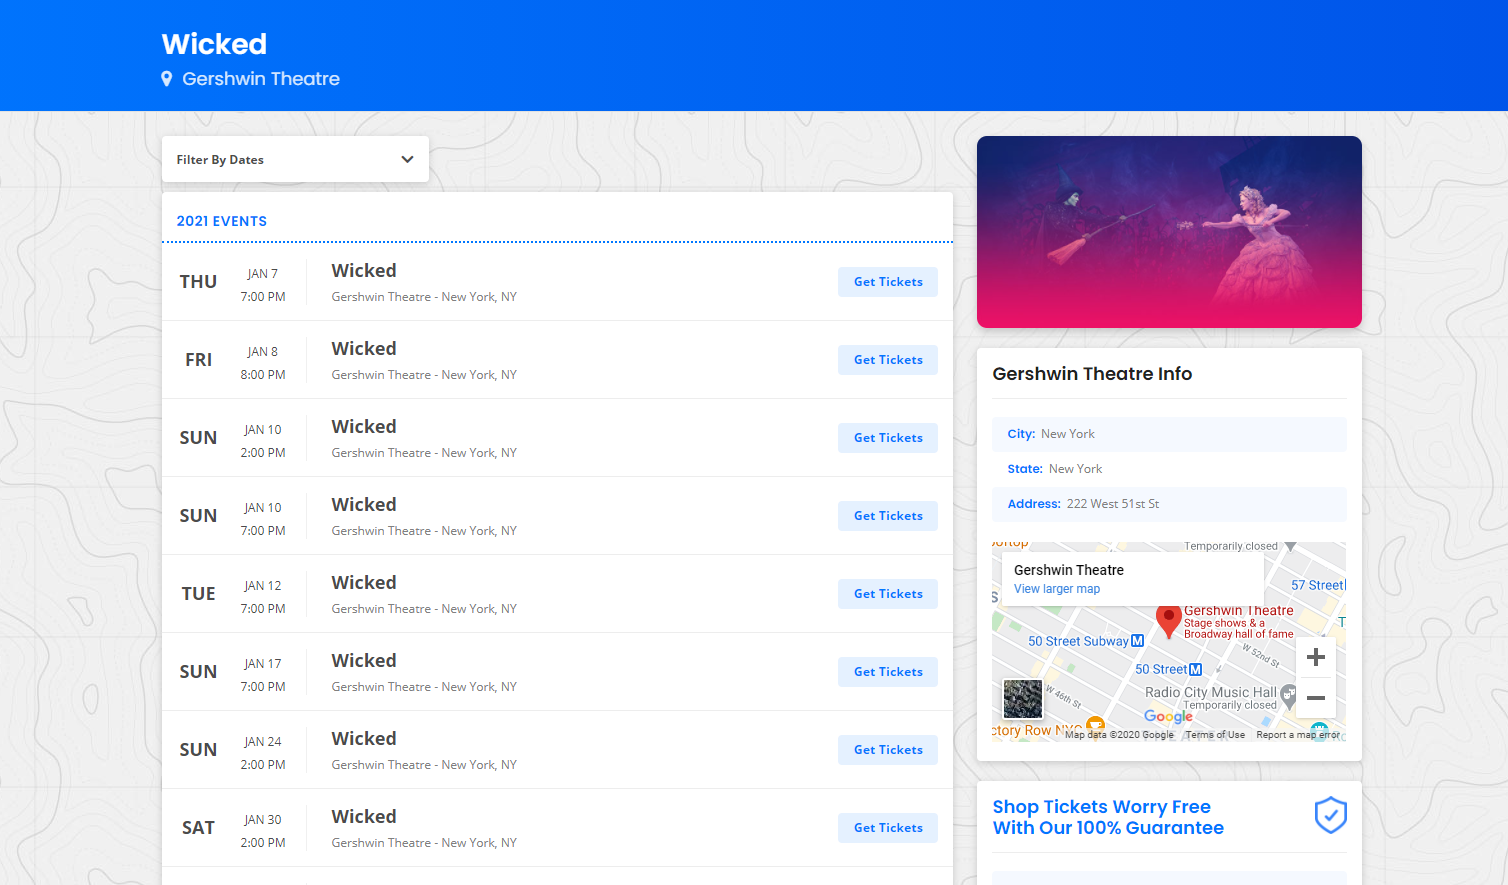 Wicked
Gershwin Theatre
Filter By Dates
2021 EVENTS
THU
JAN 7
7:00 PM
Wicked
Gershwin Theatre - New York, NY
Get Tickets
FRI
JAN 8
8:00 PM
Wicked
Gershwin Theatre - New York, NY
Get Tickets
SUN
JAN 10
2:00 PM
Wicked
Gershwin Theatre - New York, NY
Get Tickets
SUN
JAN 10
7:00 PM
Wicked
Gershwin Theatre - New York, NY
Get Tickets
TUE
JAN 12
7:00 PM
Wicked
Gershwin Theatre - New York, NY
Get Tickets
SUN
JAN 17
7:00 PM
Wicked
Gershwin Theatre - New York, NY
Get Tickets
SUN
JAN 24
2:00 PM
Wicked
Gershwin Theatre - New York, NY
Get Tickets
SAT
JAN 30
2:00 PM
Wicked
Gershwin Theatre - New York, NY
Get Tickets
Gershwin Theatre Info
City: New York
State: New York
Address: 222 West 51st St
Temporarily closed
Gershwin Theatre
View larger map
57 Street
Gershwin Theatre
Stage shows & a
Broadway hall of fame
50 Street Subway M
W 52nd St
50 Street M
Radio City Music Hall
Temporarily closed
W 46th St
Google
ctory Row NYC
Map data ©2020 Google
Terms of Use
Report a map error
Shop Tickets Worry Free
With Our 100% Guarantee